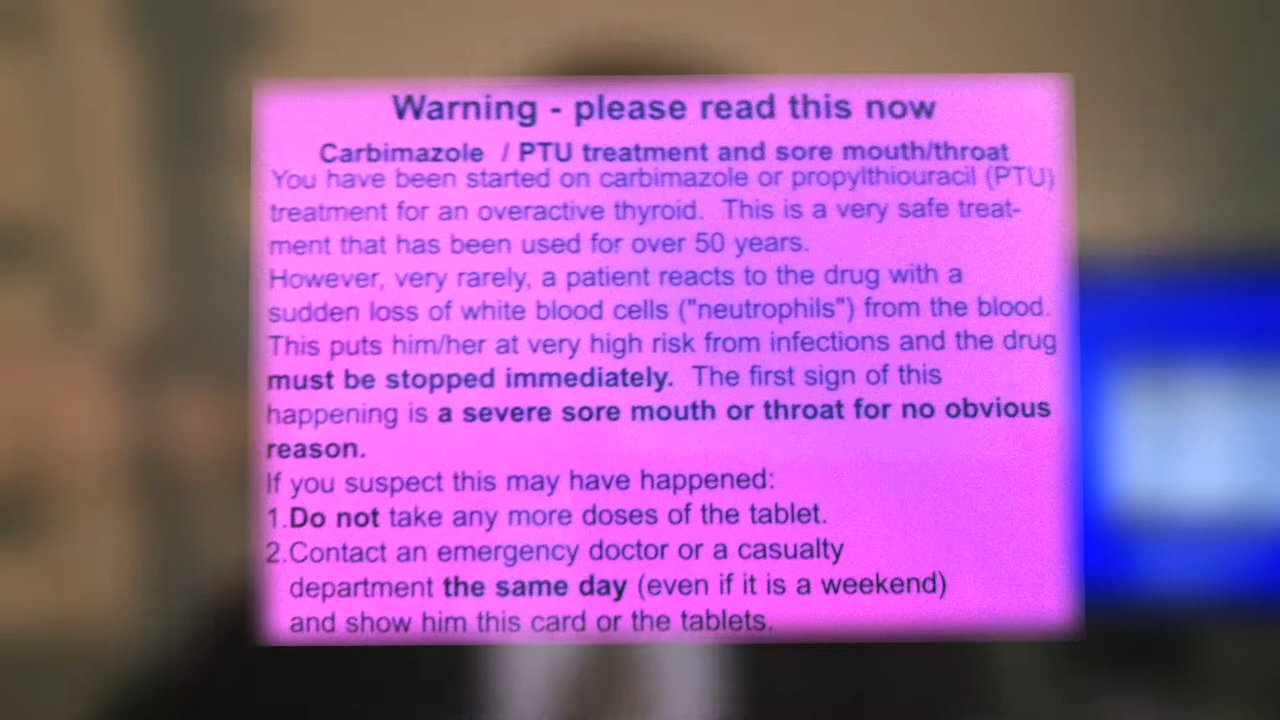 Warning - please read this now
Carbimazole / PTU treatment and sore mouth/throat
You have been started on carbimazole or propylthiouracil (PTU)
treatment for an overactive thyroid. This is a very safe treat-
ment that has been used for over 50 years.
However, very rarely, a patient reacts to the drug with a
sudden loss of white blood cells ("neutrophils") from the blood.
This puts him/her at very high risk from infections and the drug
must be stopped immediately. The first sign of this
happening is a severe sore mouth or throat for no obvious
reason.
If you suspect this may have happened:
1.Do not take any more doses of the tablet.
2.Contact an emergency doctor or a casualty
department the same day (even if it is a weekend)
and show him this card or the tablets.